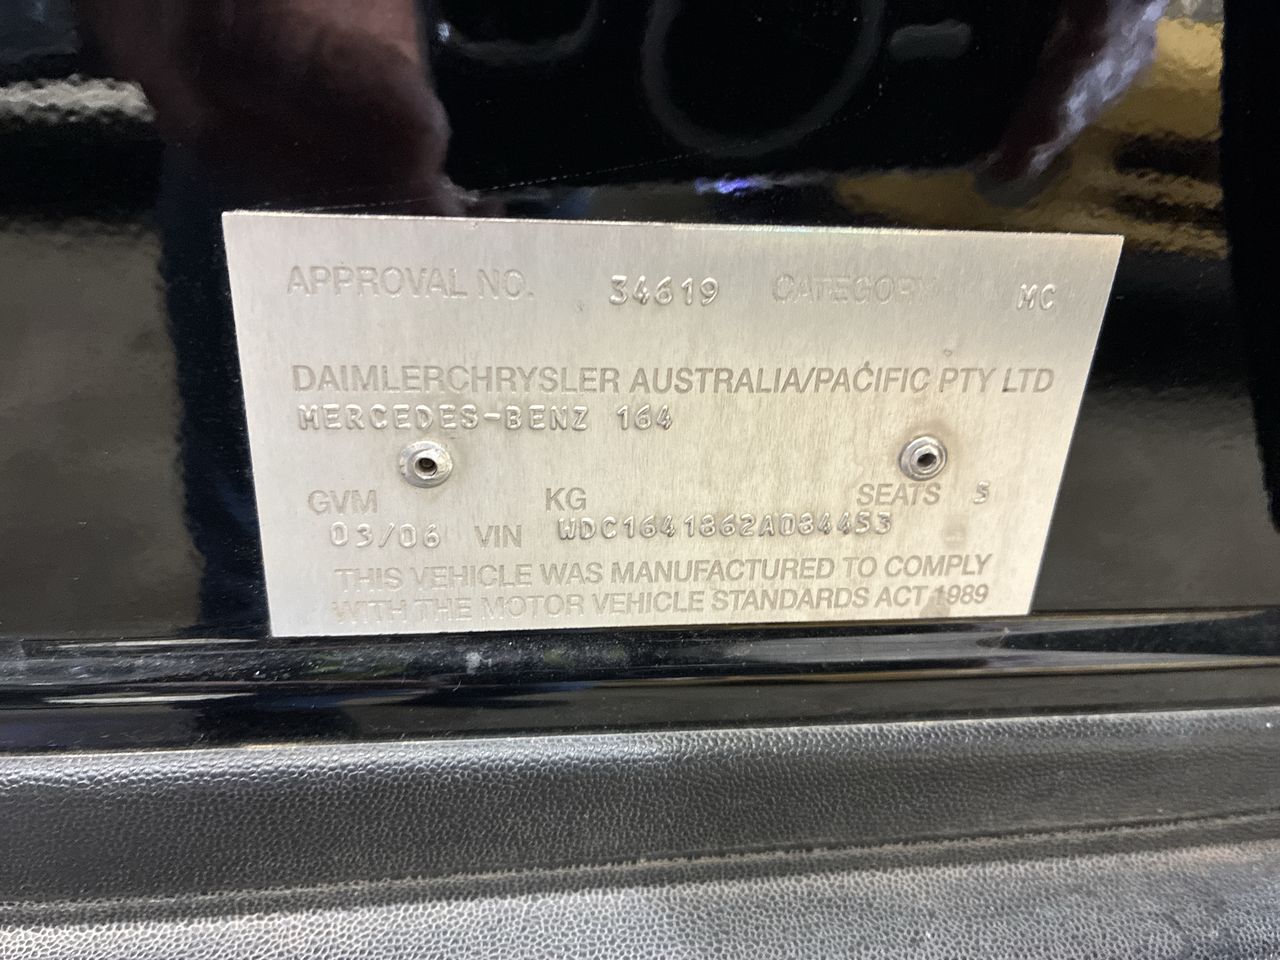 APPROVAL NO. 34619 CATEGORY MC
DAIMLERCHRYSLER AUSTRALIA/PACIFIC PTY LTD
MERCEDES-BENZ 164
GVM KG SEATS 5
03/06 VIN WDC1641862A084453
THIS VEHICLE WAS MANUFACTURED TO COMPLY
WITH THE MOTOR VEHICLE STANDARDS ACT 1989